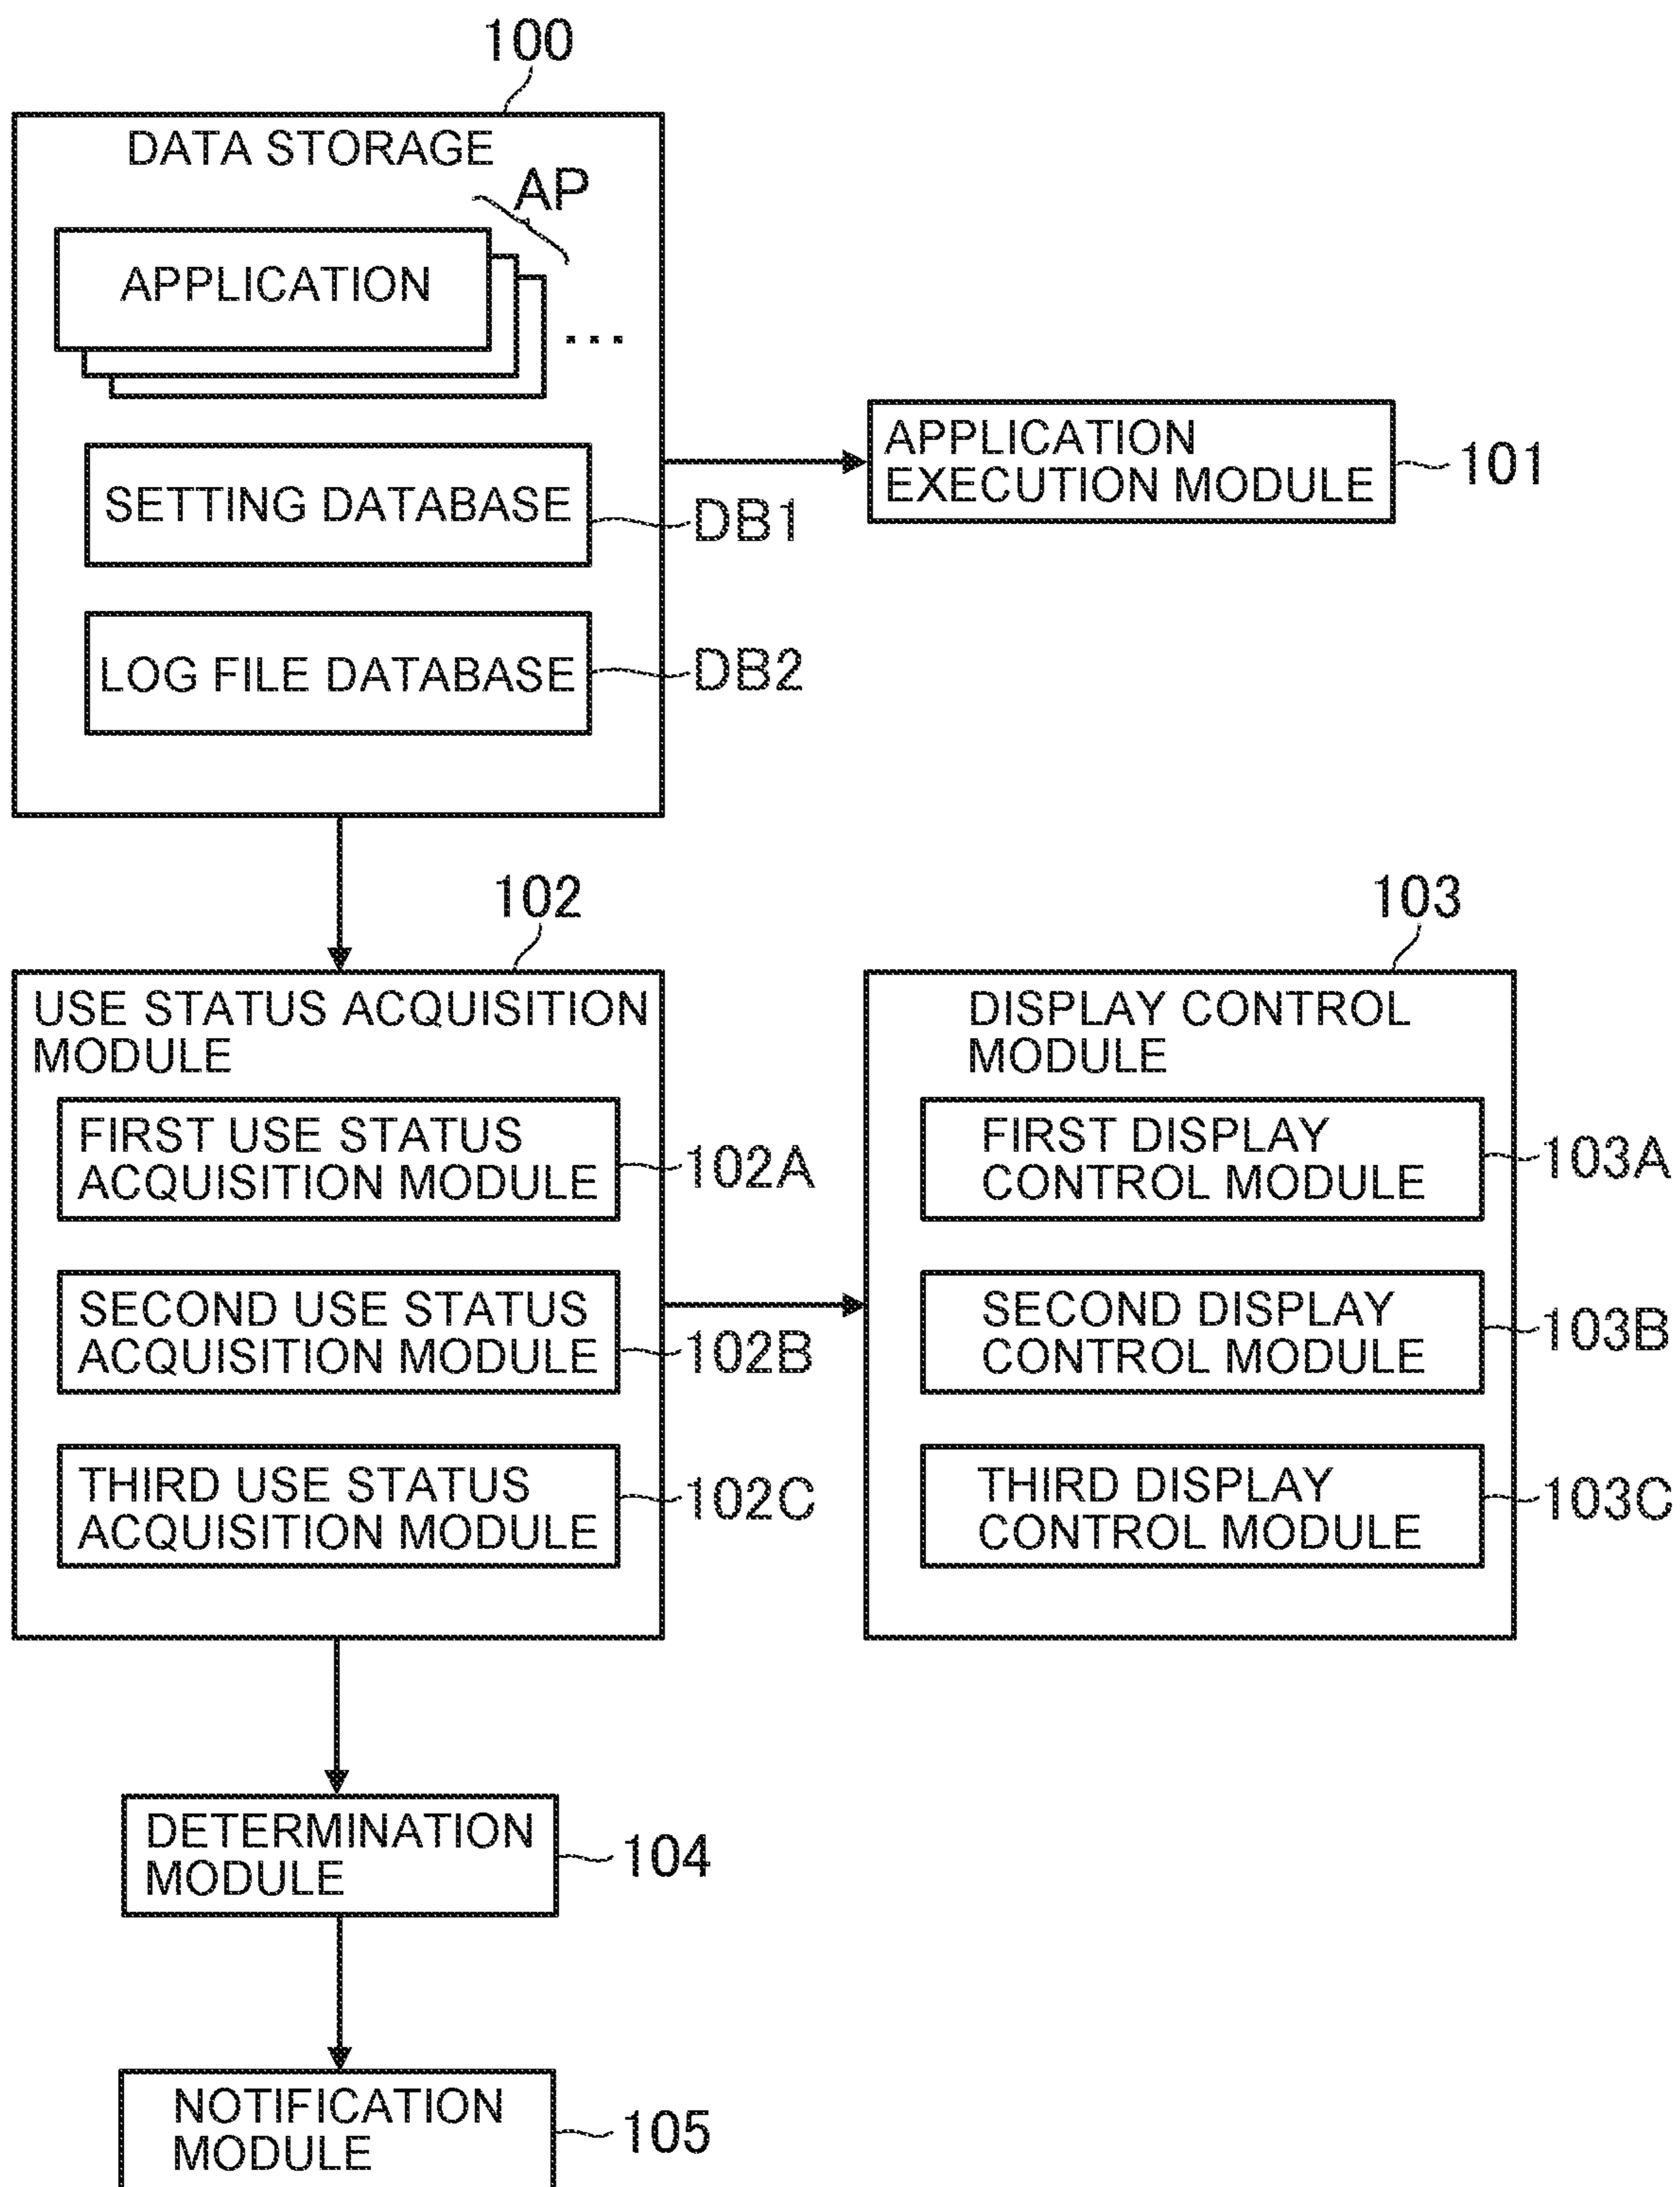 100
DATA STORAGE
AP
APPLICATION
...
SETTING DATABASE
DB1
LOG FILE DATABASE
DB2
APPLICATION
EXECUTION MODULE
101
102
USE STATUS ACQUISITION
MODULE
FIRST USE STATUS
ACQUISITION MODULE
102A
SECOND USE STATUS
ACQUISITION MODULE
102B
THIRD USE STATUS
ACQUISITION MODULE
102C
103
DISPLAY CONTROL
MODULE
FIRST DISPLAY
CONTROL MODULE
103A
SECOND DISPLAY
CONTROL MODULE
103B
THIRD DISPLAY
CONTROL MODULE
103C
DETERMINATION
MODULE
104
NOTIFICATION
MODULE
105